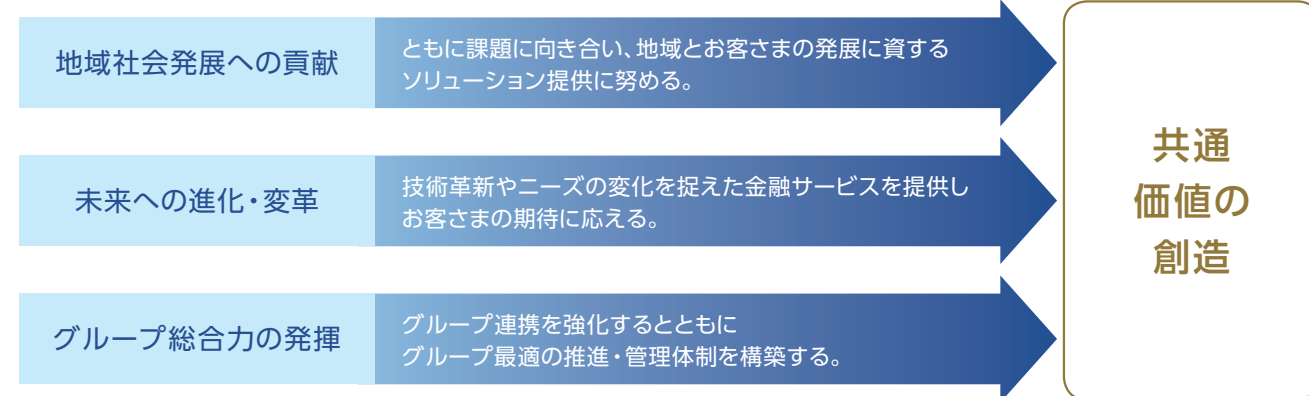 地域社会発展への貢献
ともに課題に向き合い、地域とお客さまの発展に資する
ソリューション提供に努める。
未来への進化・変革
技術革新やニーズの変化を捉えた金融サービスを提供し
お客さまの期待に応える。
グループ総合力の発揮
グループ連携を強化するとともに
グループ最適の推進・管理体制を構築する。
共通
価値の
創造